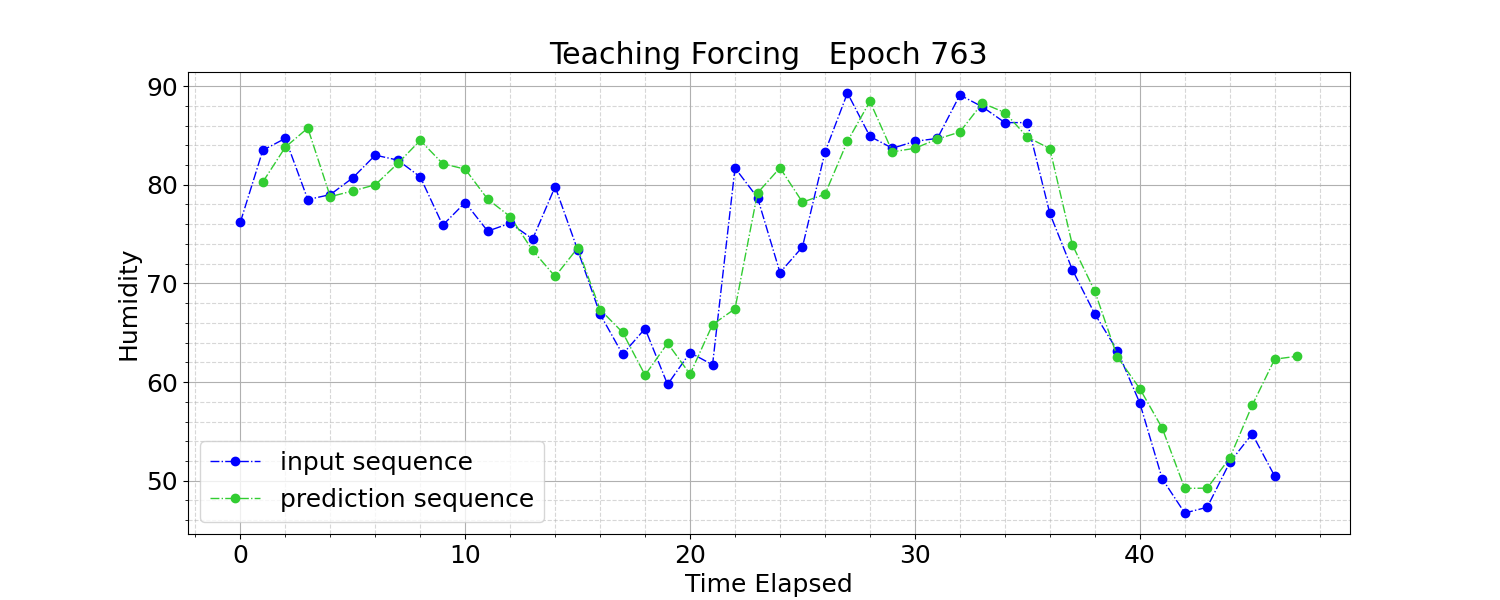 Teaching Forcing   Epoch 763
90
80
70
60
50
Humidity
input sequence
prediction sequence
0 10 20 30 40
Time Elapsed